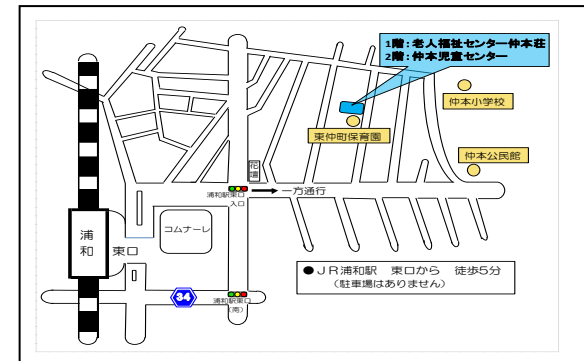 1階：老人福祉センター仲本荘
2階：仲本児童センター
仲本小学校
東仲町保育園
仲本公民館
花壇
浦和駅東口
入口
一方通行
コムナーレ
浦和
東口
34
浦和駅東口
（南）
●JR浦和駅　東口から　徒歩5分
（駐車場はありません）